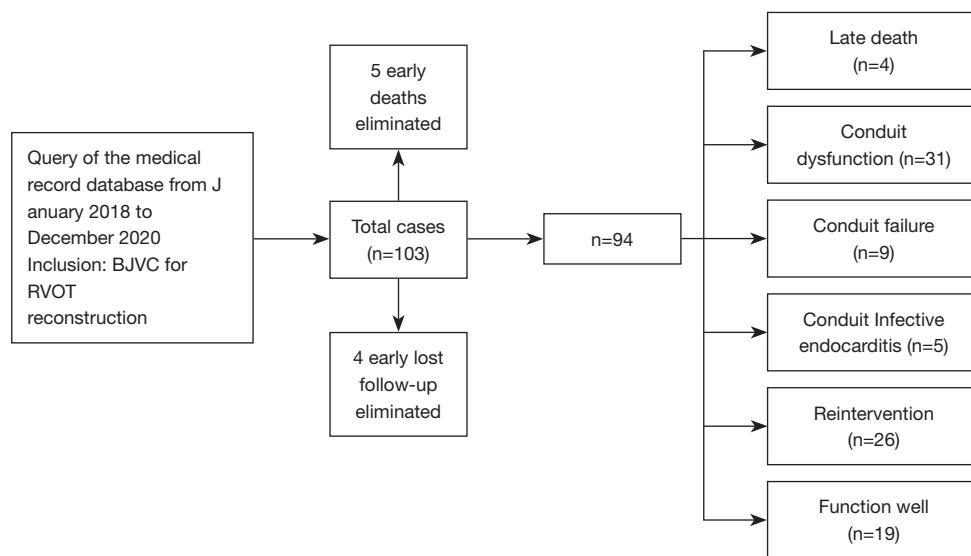 Query of the medical
record database from J
anuary 2018 to
December 2020
Inclusion: BJVC for
RVOT
reconstruction
5 early
deaths
eliminated
Total cases
(n=103)
4 early lost
follow-up
eliminated
n=94
Late death
(n=4)
Conduit
dysfunction (n=31)
Conduit failure
(n=9)
Conduit Infective
endocarditis (n=5)
Reintervention
(n=26)
Function well
(n=19)